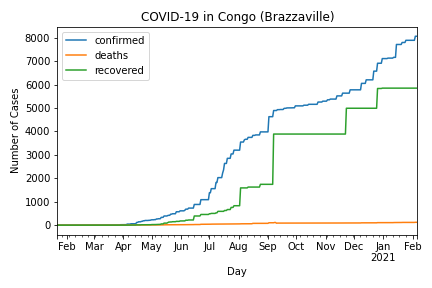 COVID-19 in Congo (Brazzaville)
confirmed
deaths
recovered
Number of Cases
8000
7000
6000
5000
4000
3000
2000
1000
0
Feb Mar Apr May Jun Jul Aug Sep Oct Nov Dec Jan Feb
2021
Day